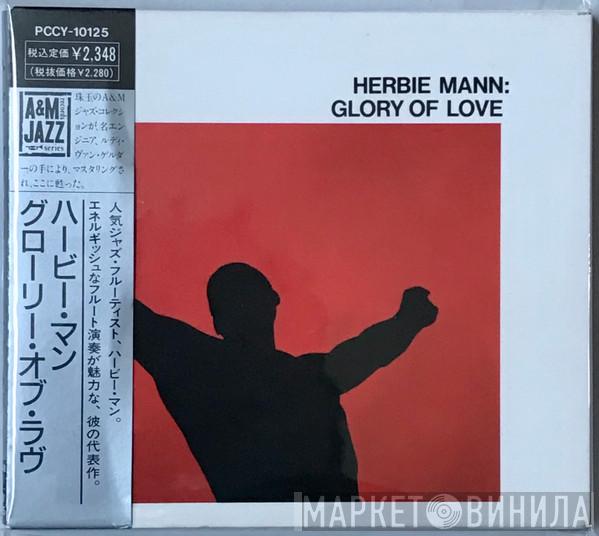 PCCY-10125
税込定価 ¥2,348
(税抜価格¥2,280)
A&M
records
JAZZ
series
珠玉のA&M
ジャズ・コレクシ
ョンが、名エン
ジニア、ルディ・
ヴァン・ゲルダ
ーの手により、マスタリングさ
れ、ここに甦った。
ハービー・マン
グローリー・オブ・ラヴ
人気ジャズ・フルーティスト、ハービー・マン。
エネルギッシュなフルート演奏が魅力な、彼の代表作。
HERBIE MANN:
GLORY OF LOVE
МАРКЕТ ВИНИЛА